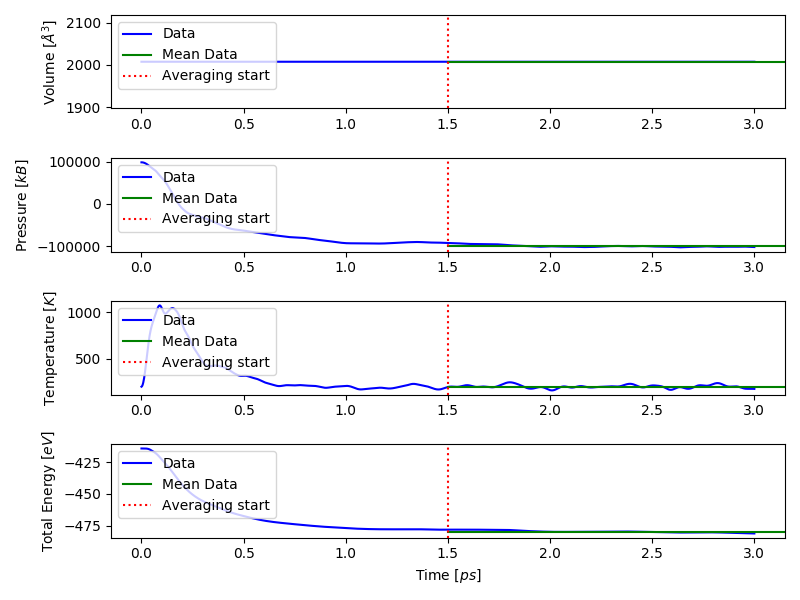 Volume [Å³]
2100
2000
1900
Data
Mean Data
Averaging start
0.0 0.5 1.0 1.5 2.0 2.5 3.0
Pressure [kB]
100000
0
−100000
Data
Mean Data
Averaging start
0.0 0.5 1.0 1.5 2.0 2.5 3.0
Temperature [K]
1000
500
Data
Mean Data
Averaging start
0.0 0.5 1.0 1.5 2.0 2.5 3.0
Total Energy [eV]
−425
−450
−475
Data
Mean Data
Averaging start
0.0 0.5 1.0 1.5 2.0 2.5 3.0
Time [ps]